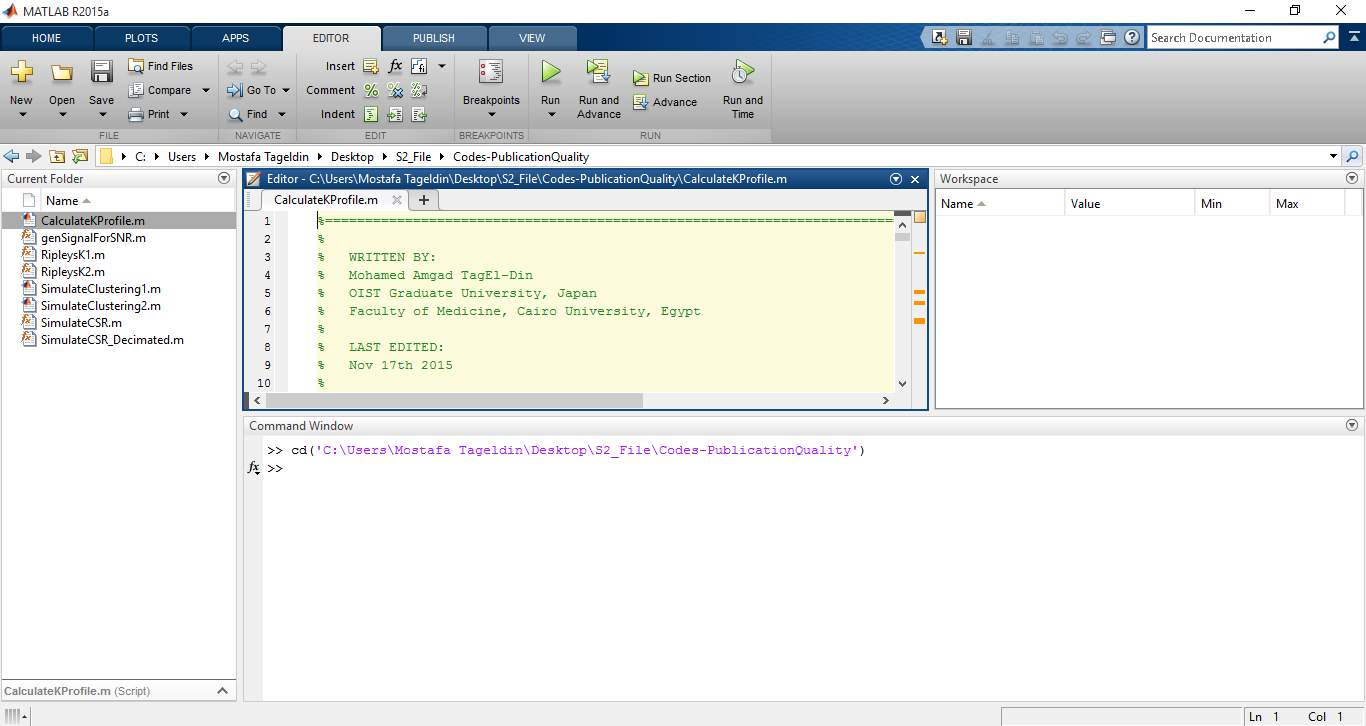 MATLAB R2015a
HOME PLOTS APPS EDITOR PUBLISH VIEW Search Documentation
New Open Save Find Files Compare Print
FILE
Go To Find
NAVIGATE
Insert fx
Comment
Indent
EDIT
Breakpoints
BREAKPOINTS
Run Run and Advance Run Section Advance Run and Time
RUN
C: Users Mostafa Tageldin Desktop S2_File Codes-PublicationQuality
Current Folder
Name
CalculateKProfile.m
genSignalForSNR.m
RipleysK1.m
RipleysK2.m
SimulateClustering1.m
SimulateClustering2.m
SimulateCSR.m
SimulateCSR_Decimated.m
CalculateKProfile.m (Script)
Editor - C:\Users\Mostafa Tageldin\Desktop\S2_File\Codes-PublicationQuality\CalculateKProfile.m
CalculateKProfile.m
1 %=========================================================================
2 %
3 % WRITTEN BY:
4 % Mohamed Amgad TagEl-Din
5 % OIST Graduate University, Japan
6 % Faculty of Medicine, Cairo University, Egypt
7 %
8 % LAST EDITED:
9 % Nov 17th 2015
10 %
Workspace
Name Value Min Max
Command Window
>> cd('C:\Users\Mostafa Tageldin\Desktop\S2_File\Codes-PublicationQuality')
fx >>
Ln 1 Col 1